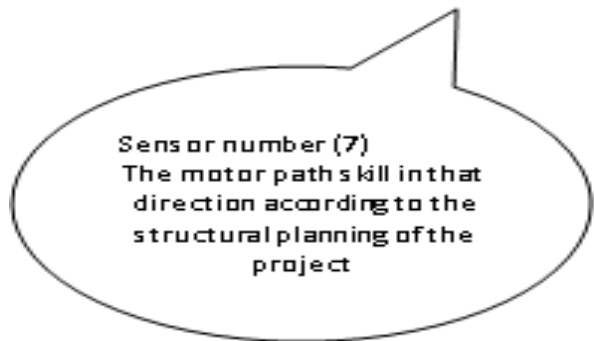 Sensor number (7)
The motor path skill in that
direction according to the
structural planning of the
project